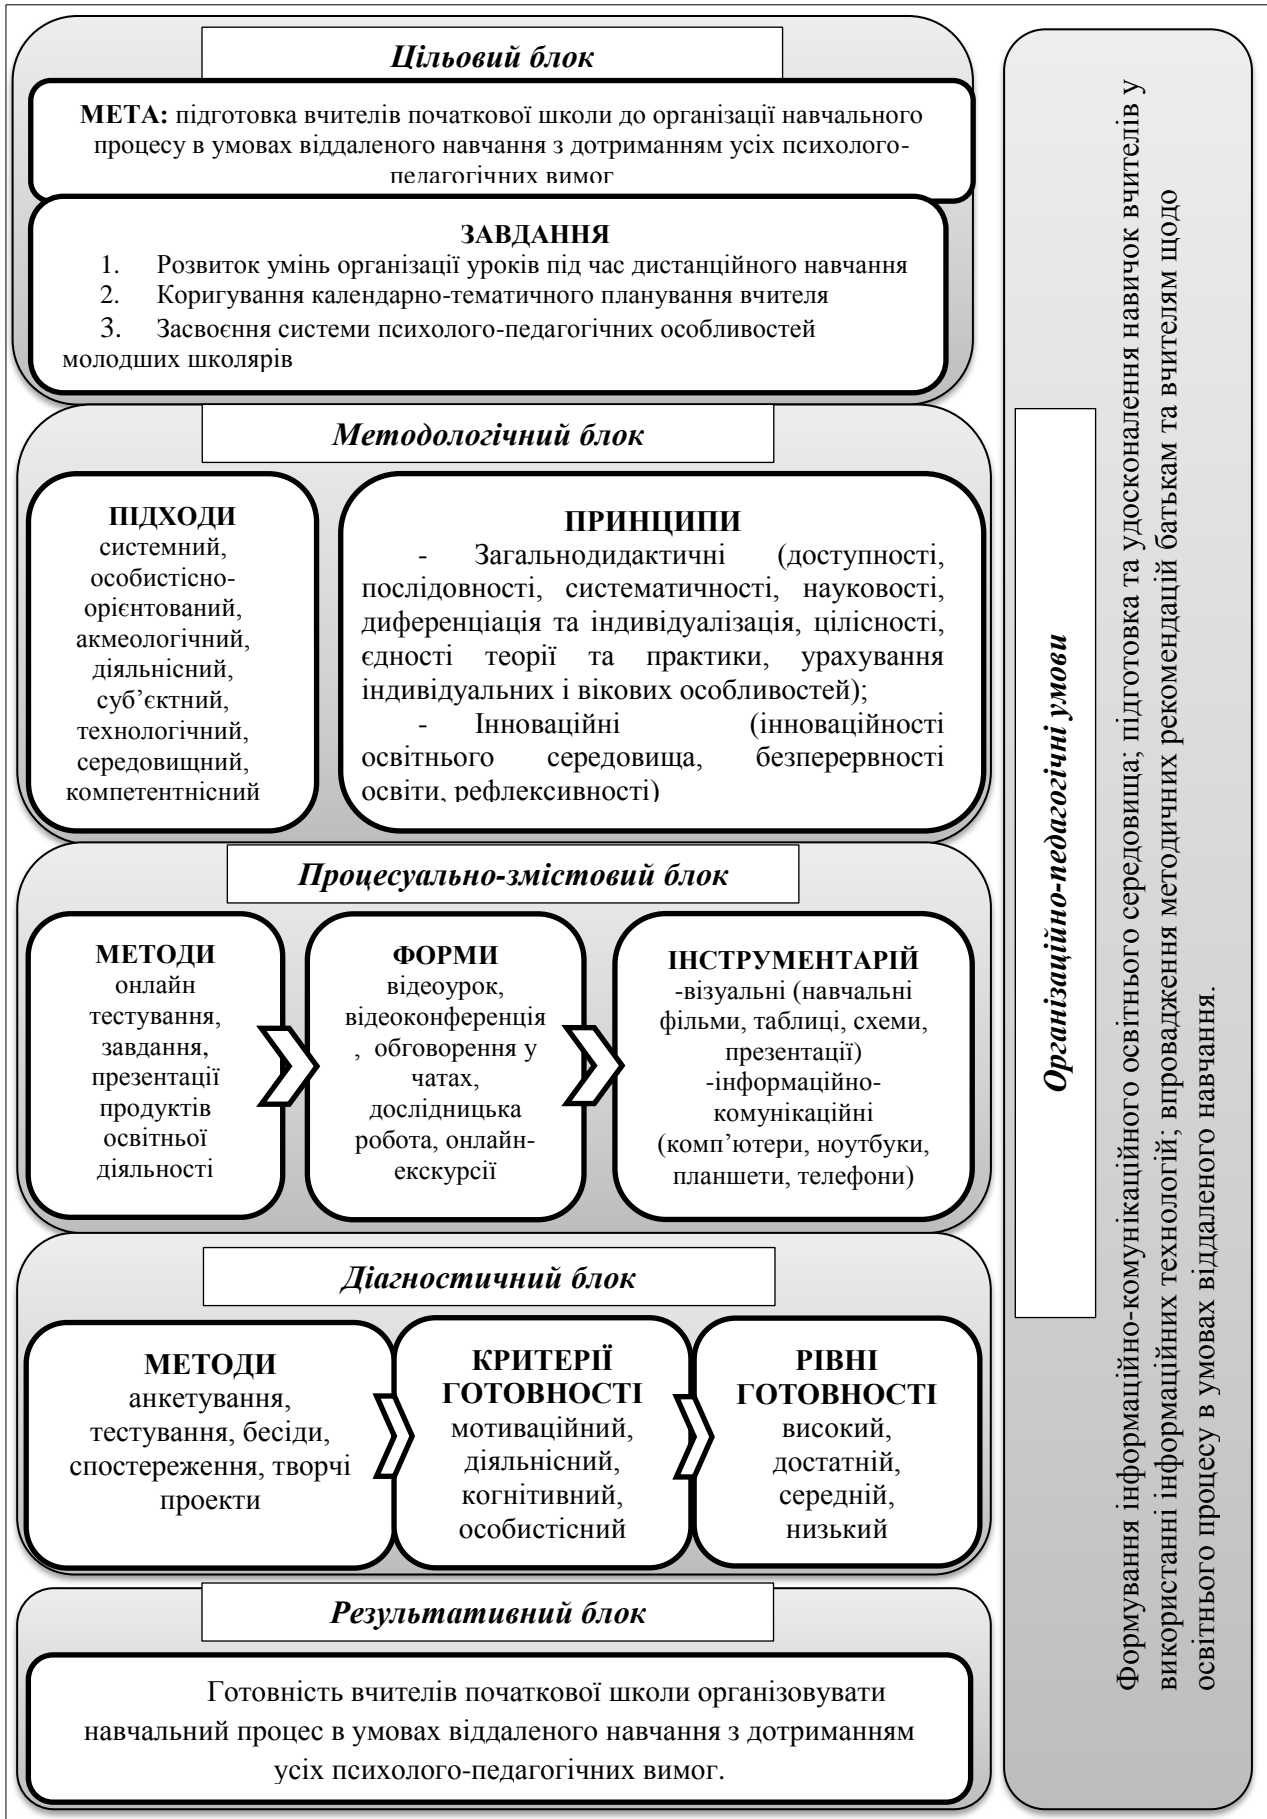 Цільовий блок
МЕТА: підготовка вчителів початкової школи до організації навчального
процесу в умовах віддаленого навчання з дотриманням усіх психолого-
педагогічних вимог
ЗАВДАННЯ
1. Розвиток умінь організації уроків під час дистанційного навчання
2. Коригування календарно-тематичного планування вчителя
3. Засвоєння системи психолого-педагогічних особливостей
молодших школярів
Методологічний блок
ПІДХОДИ
системний,
особистісно-
орієнтований,
акмеологічний,
діяльнісний,
суб’єктний,
технологічний,
середовищний,
компетентнісний
ПРИНЦИПИ
- Загальнодидактичні (доступності,
послідовності, систематичності, науковості,
диференціація та індивідуалізація, цілісності,
єдності теорії та практики, урахування
індивідуальних і вікових особливостей);
- Інноваційні (інноваційності
освітнього середовища, безперервності
освіти, рефлексивності)
Процесуально-змістовий блок
МЕТОДИ
онлайн
тестування,
завдання,
презентації
продуктів
освітньої
діяльності
ФОРМИ
відеоурок,
відеоконференція
, обговорення у
чатах,
дослідницька
робота, онлайн-
екскурсії
ІНСТРУМЕНТАРІЙ
-візуальні (навчальні
фільми, таблиці, схеми,
презентації)
-інформаційно-
комунікаційні
(комп’ютери, ноутбуки,
планшети, телефони)
Діагностичний блок
МЕТОДИ
анкетування,
тестування, бесіди,
спостереження, творчі
проекти
КРИТЕРІЇ
ГОТОВНОСТІ
мотиваційний,
діяльнісний,
когнітивний,
особистісний
РІВНІ
ГОТОВНОСТІ
високий,
достатній,
середній,
низький
Результативний блок
Готовність вчителів початкової школи організовувати
навчальний процес в умовах віддаленого навчання з дотриманням
усіх психолого-педагогічних вимог.
Організаційно-педагогічні умови
Формування інформаційно-комунікаційного освітнього середовища; підготовка та удосконалення навичок вчителів у
використанні інформаційних технологій; впровадження методичних рекомендацій батькам та вчителям щодо
освітнього процесу в умовах віддаленого навчання.